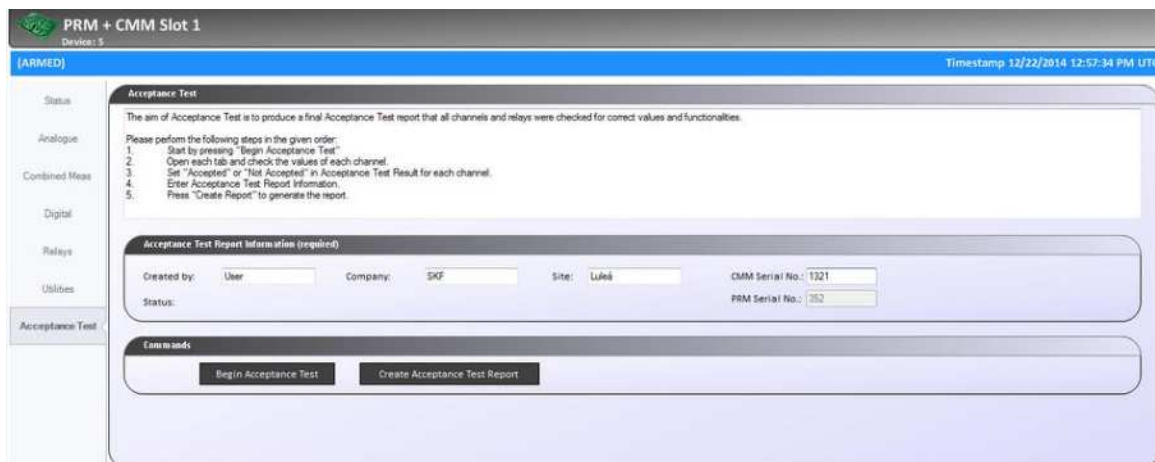 PRM + CMM Slot 1
Device: 5
(ARMED)
Timestamp 12/22/2014 12:57:34 PM UTC
Status
Analogue
Combined Meas
Digital
Relays
Utilities
Acceptance Test
Acceptance Test
The aim of Acceptance Test is to produce a final Acceptance Test report that all channels and relays were checked for correct values and functionalities.
Please perform the following steps in the given order:
1. Start by pressing "Begin Acceptance Test"
2. Open each tab and check the values of each channel.
3. Set "Accepted" or "Not Accepted" in Acceptance Test Result for each channel.
4. Enter Acceptance Test Report Information.
5. Press "Create Report" to generate the report.
Acceptance Test Report Information (required)
Created by: User Company: SKF Site: Luleå CMM Serial No.: 1321
Status: PRM Serial No.: 352
Commands
Begin Acceptance Test Create Acceptance Test Report